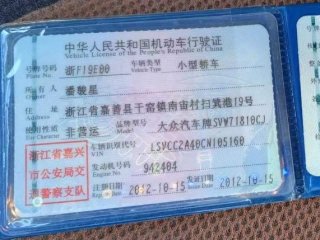 中华人民共和国机动车行驶证
Vehicle License of the People's Republic of China
号牌号码 浙F19E00 车辆类型 小型轿车
Plate No. Vehicle Type
所有人 潘骏星
Owner
住址 浙江省嘉善县干窑镇南宙村扫箕港19号
Address
使用性质 非营运 品牌型号 大众汽车牌SVW71810CJ
Use Character Model
浙江省嘉兴 车辆识别代号 LSVCC2A40CN105160
VIN
市公安局交 发动机号码 942404
Engine No.
通警察支队 注册日期 2012-10-15 发证日期 2012-10-15
Register Date Issue Date